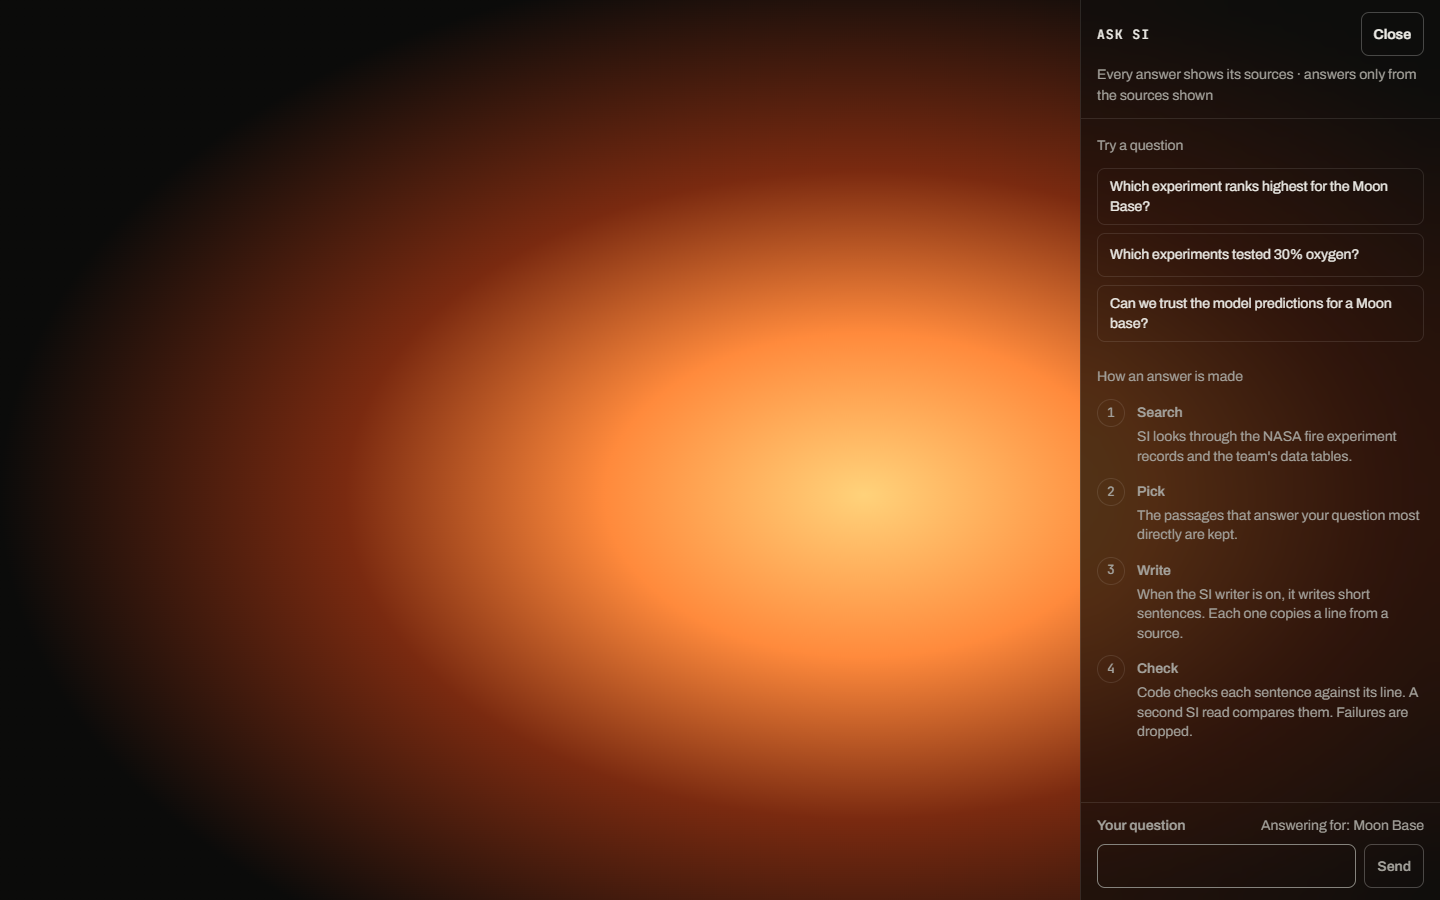 ASK SI
Close
Every answer shows its sources · answers only from
the sources shown
Try a question
Which experiment ranks highest for the Moon
Base?
Which experiments tested 30% oxygen?
Can we trust the model predictions for a Moon
base?
How an answer is made
1 Search
SI looks through the NASA fire experiment
records and the team's data tables.
2 Pick
The passages that answer your question most
directly are kept.
3 Write
When the SI writer is on, it writes short
sentences. Each one copies a line from a
source.
4 Check
Code checks each sentence against its line. A
second SI read compares them. Failures are
dropped.
Your question
Answering for: Moon Base
Send